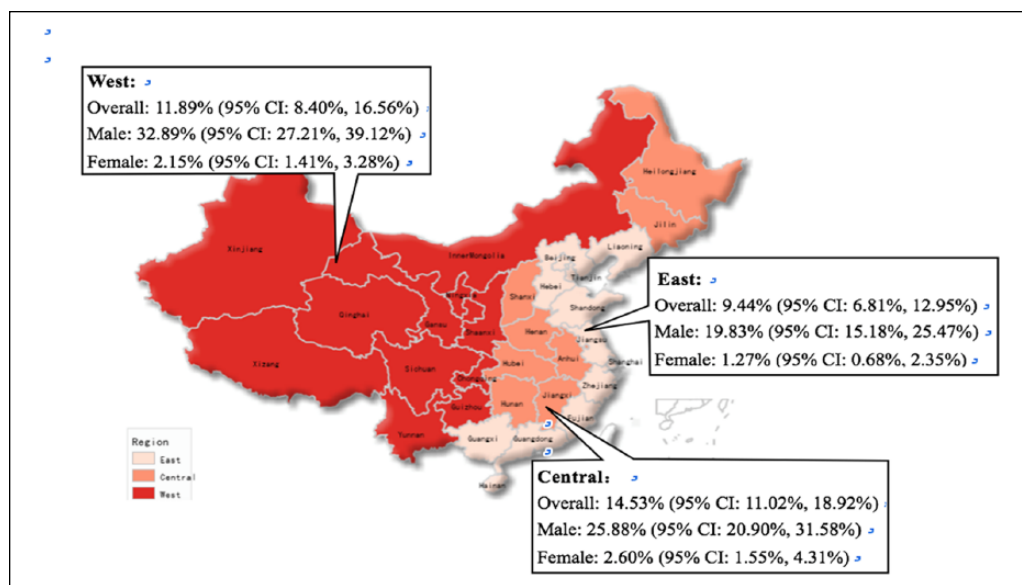 West:
Overall: 11.89% (95% CI: 8.40%, 16.56%)
Male: 32.89% (95% CI: 27.21%, 39.12%)
Female: 2.15% (95% CI: 1.41%, 3.28%)
Heilongjiang
Jilin
Liaoning
Xinjiang
InnerMongolia
Beijing
Tianjin
Hebei
Shanxi
Shandong
East:
Overall: 9.44% (95% CI: 6.81%, 12.95%)
Male: 19.83% (95% CI: 15.18%, 25.47%)
Female: 1.27% (95% CI: 0.68%, 2.35%)
Qinghai
Gansu
Shaanxi
Henan
Jiangsu
Xizang
Sichuan
Chongqing
Hubei
Anhui
Shanghai
Zhejiang
Guizhou
Hunan
Jiangxi
Fujian
Yunnan
Guangxi
Guangdong
Hainan
Region
East
Central
West
Central:
Overall: 14.53% (95% CI: 11.02%, 18.92%)
Male: 25.88% (95% CI: 20.90%, 31.58%)
Female: 2.60% (95% CI: 1.55%, 4.31%)